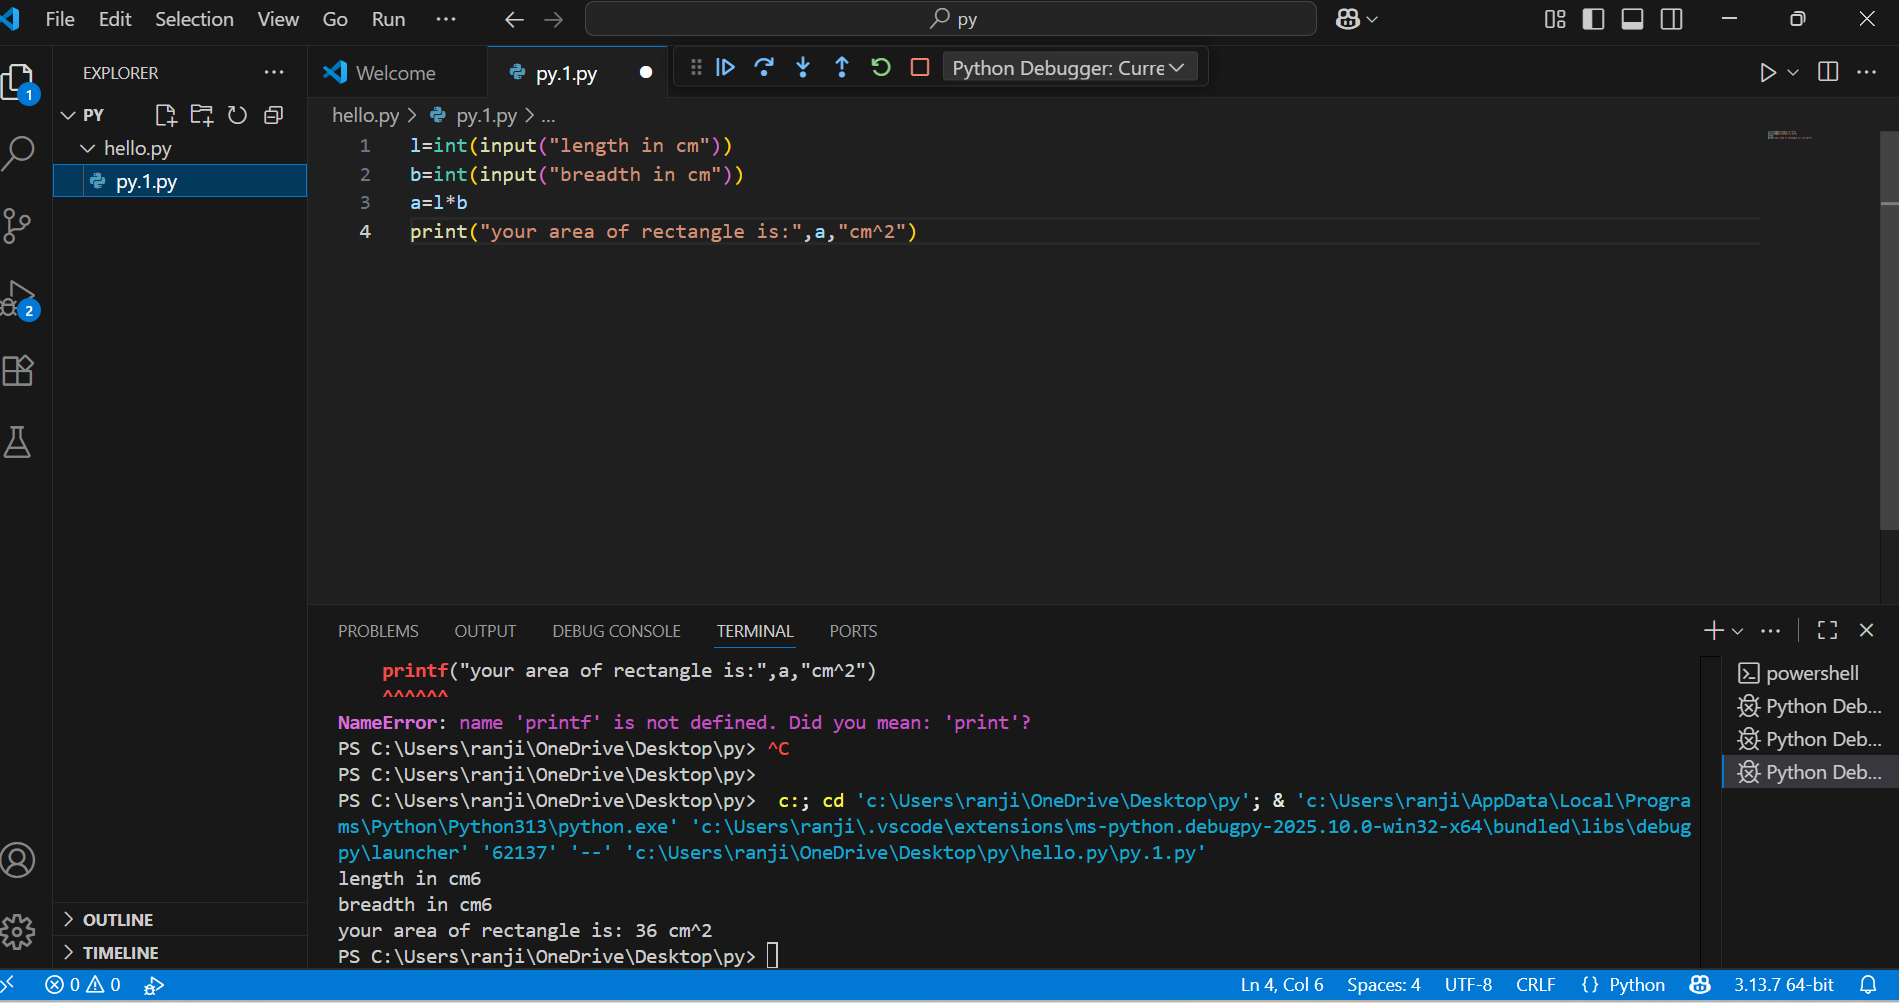 File Edit Selection View Go Run ··· py
EXPLORER ···
Welcome
py.1.py
Python Debugger: Curre
PY
hello.py
py.1.py
1
2
hello.py > py.1.py > ...
1 l=int(input("length in cm"))
2 b=int(input("breadth in cm"))
3 a=l*b
4 print("your area of rectangle is:",a,"cm^2")
PROBLEMS OUTPUT DEBUG CONSOLE TERMINAL PORTS
printf("your area of rectangle is:",a,"cm^2")
^^^^^^
NameError: name 'printf' is not defined. Did you mean: 'print'?
PS C:\Users\ranji\OneDrive\Desktop\py> ^C
PS C:\Users\ranji\OneDrive\Desktop\py>
PS C:\Users\ranji\OneDrive\Desktop\py>  c:; cd 'c:\Users\ranji\OneDrive\Desktop\py'; & 'c:\Users\ranji\AppData\Local\Progra
ms\Python\Python313\python.exe' 'c:\Users\ranji\.vscode\extensions\ms-python.debugpy-2025.10.0-win32-x64\bundled\libs\debug
py\launcher' '62137' '--' 'c:\Users\ranji\OneDrive\Desktop\py\hello.py\py.1.py'
length in cm6
breadth in cm6
your area of rectangle is: 36 cm^2
PS C:\Users\ranji\OneDrive\Desktop\py>
powershell
Python Deb...
Python Deb...
Python Deb...
OUTLINE
TIMELINE
0 0 Ln 4, Col 6 Spaces: 4 UTF-8 CRLF {} Python 3.13.7 64-bit